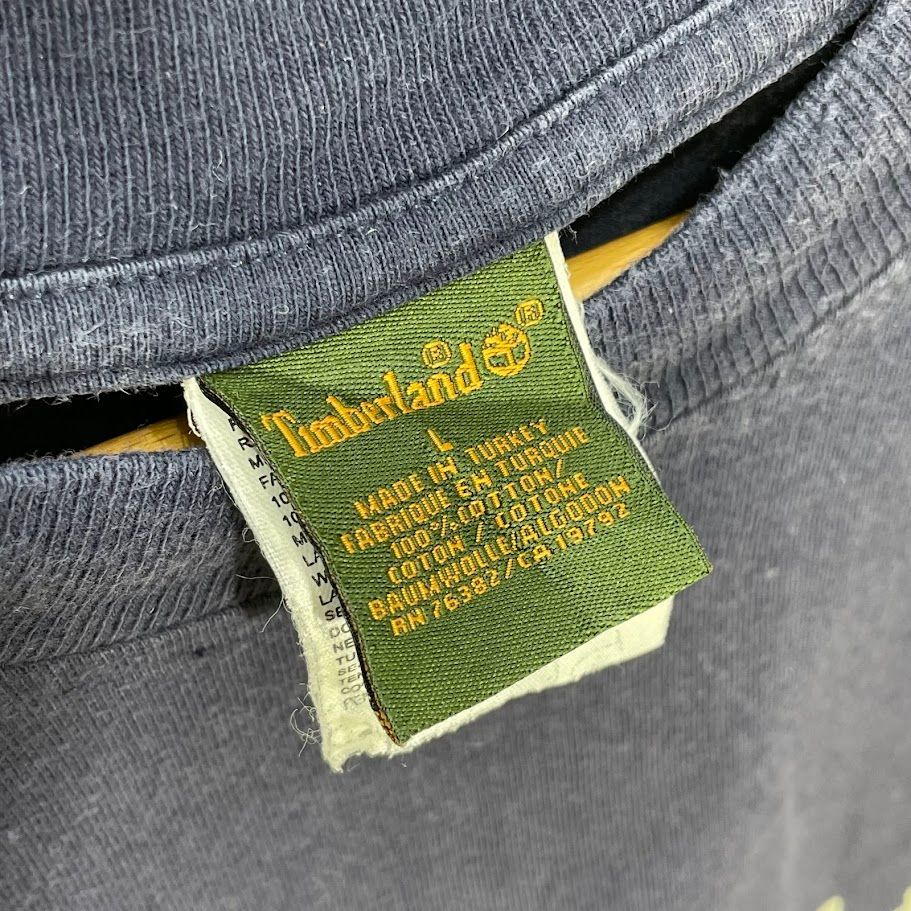 Timberland®®
L
MADE IN TURKEY
FABRIQUE EN TURQUIE
100% COTTON/
COTON / COTONE
BAUMWOLLE/ALGODON
RN 76382/CA 19792